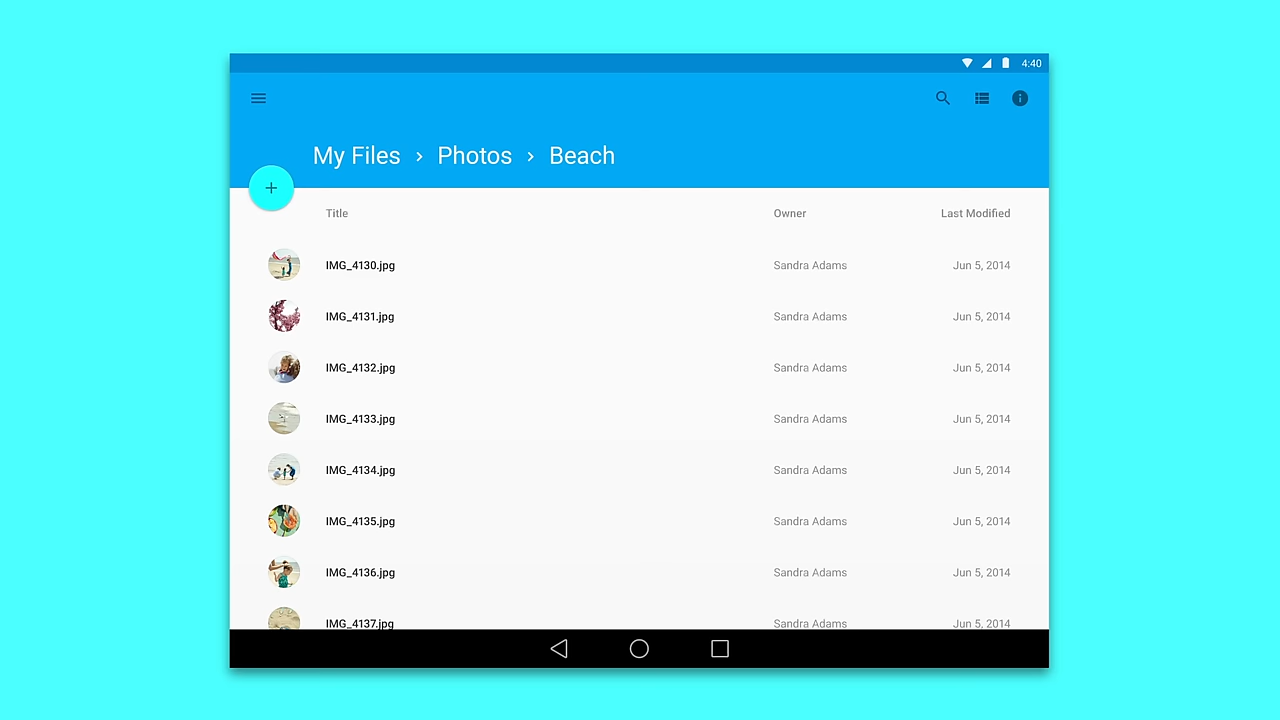 4:40
My Files > Photos > Beach
Title Owner Last Modified
IMG_4130.jpg Sandra Adams Jun 5, 2014
IMG_4131.jpg Sandra Adams Jun 5, 2014
IMG_4132.jpg Sandra Adams Jun 5, 2014
IMG_4133.jpg Sandra Adams Jun 5, 2014
IMG_4134.jpg Sandra Adams Jun 5, 2014
IMG_4135.jpg Sandra Adams Jun 5, 2014
IMG_4136.jpg Sandra Adams Jun 5, 2014
IMG_4137.jpg Sandra Adams Jun 5, 2014